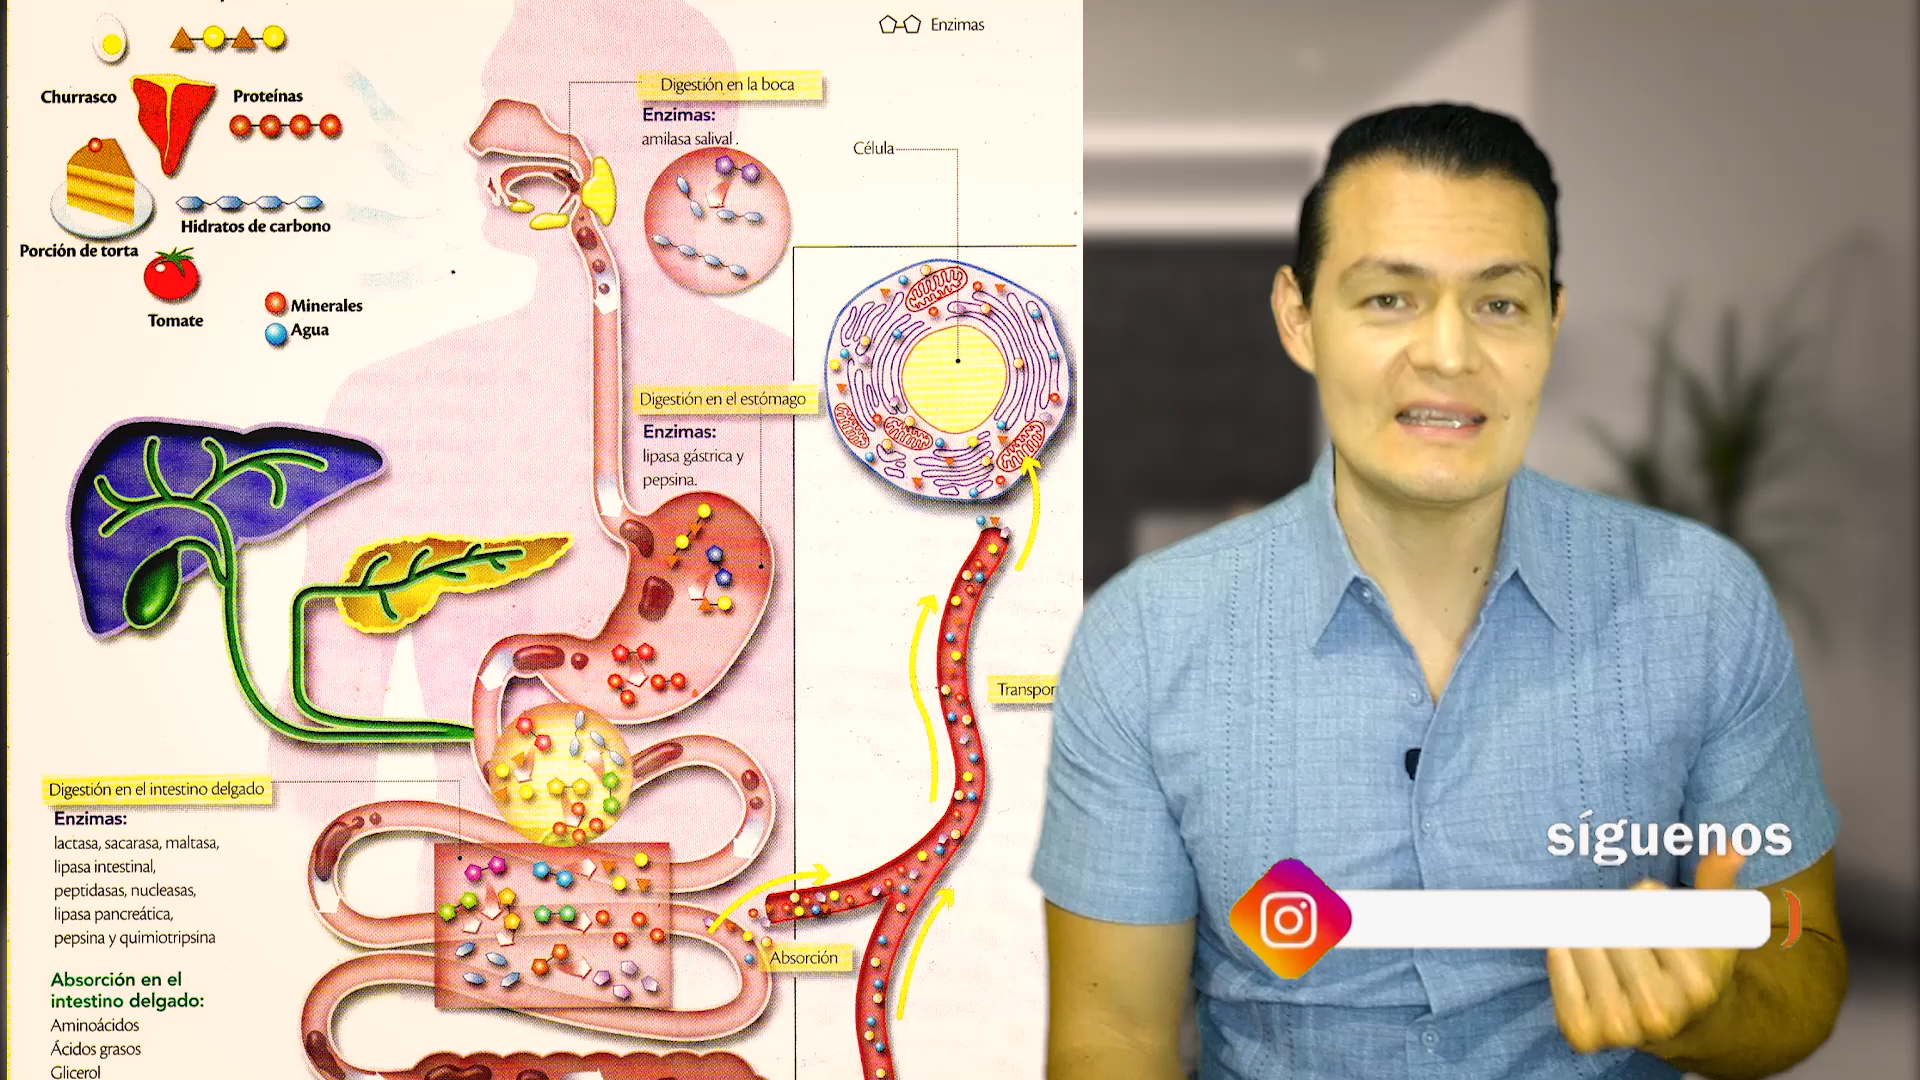 Enzimas
Churrasco
Proteínas
Porción de torta
Hidratos de carbono
Tomate
Minerales
Agua
Digestión en la boca
Enzimas:
amilasa salival.
Célula
Digestión en el estómago
Enzimas:
lipasa gástrica y
pepsina.
Transpor
Digestión en el intestino delgado
Enzimas:
lactasa, sacarasa, maltasa,
lipasa intestinal,
peptidasas, nucleasas,
lipasa pancreática,
pepsina y quimiotripsina
Absorción en el
intestino delgado:
Aminoácidos
Ácidos grasos
Glicerol
Absorción
síguenos